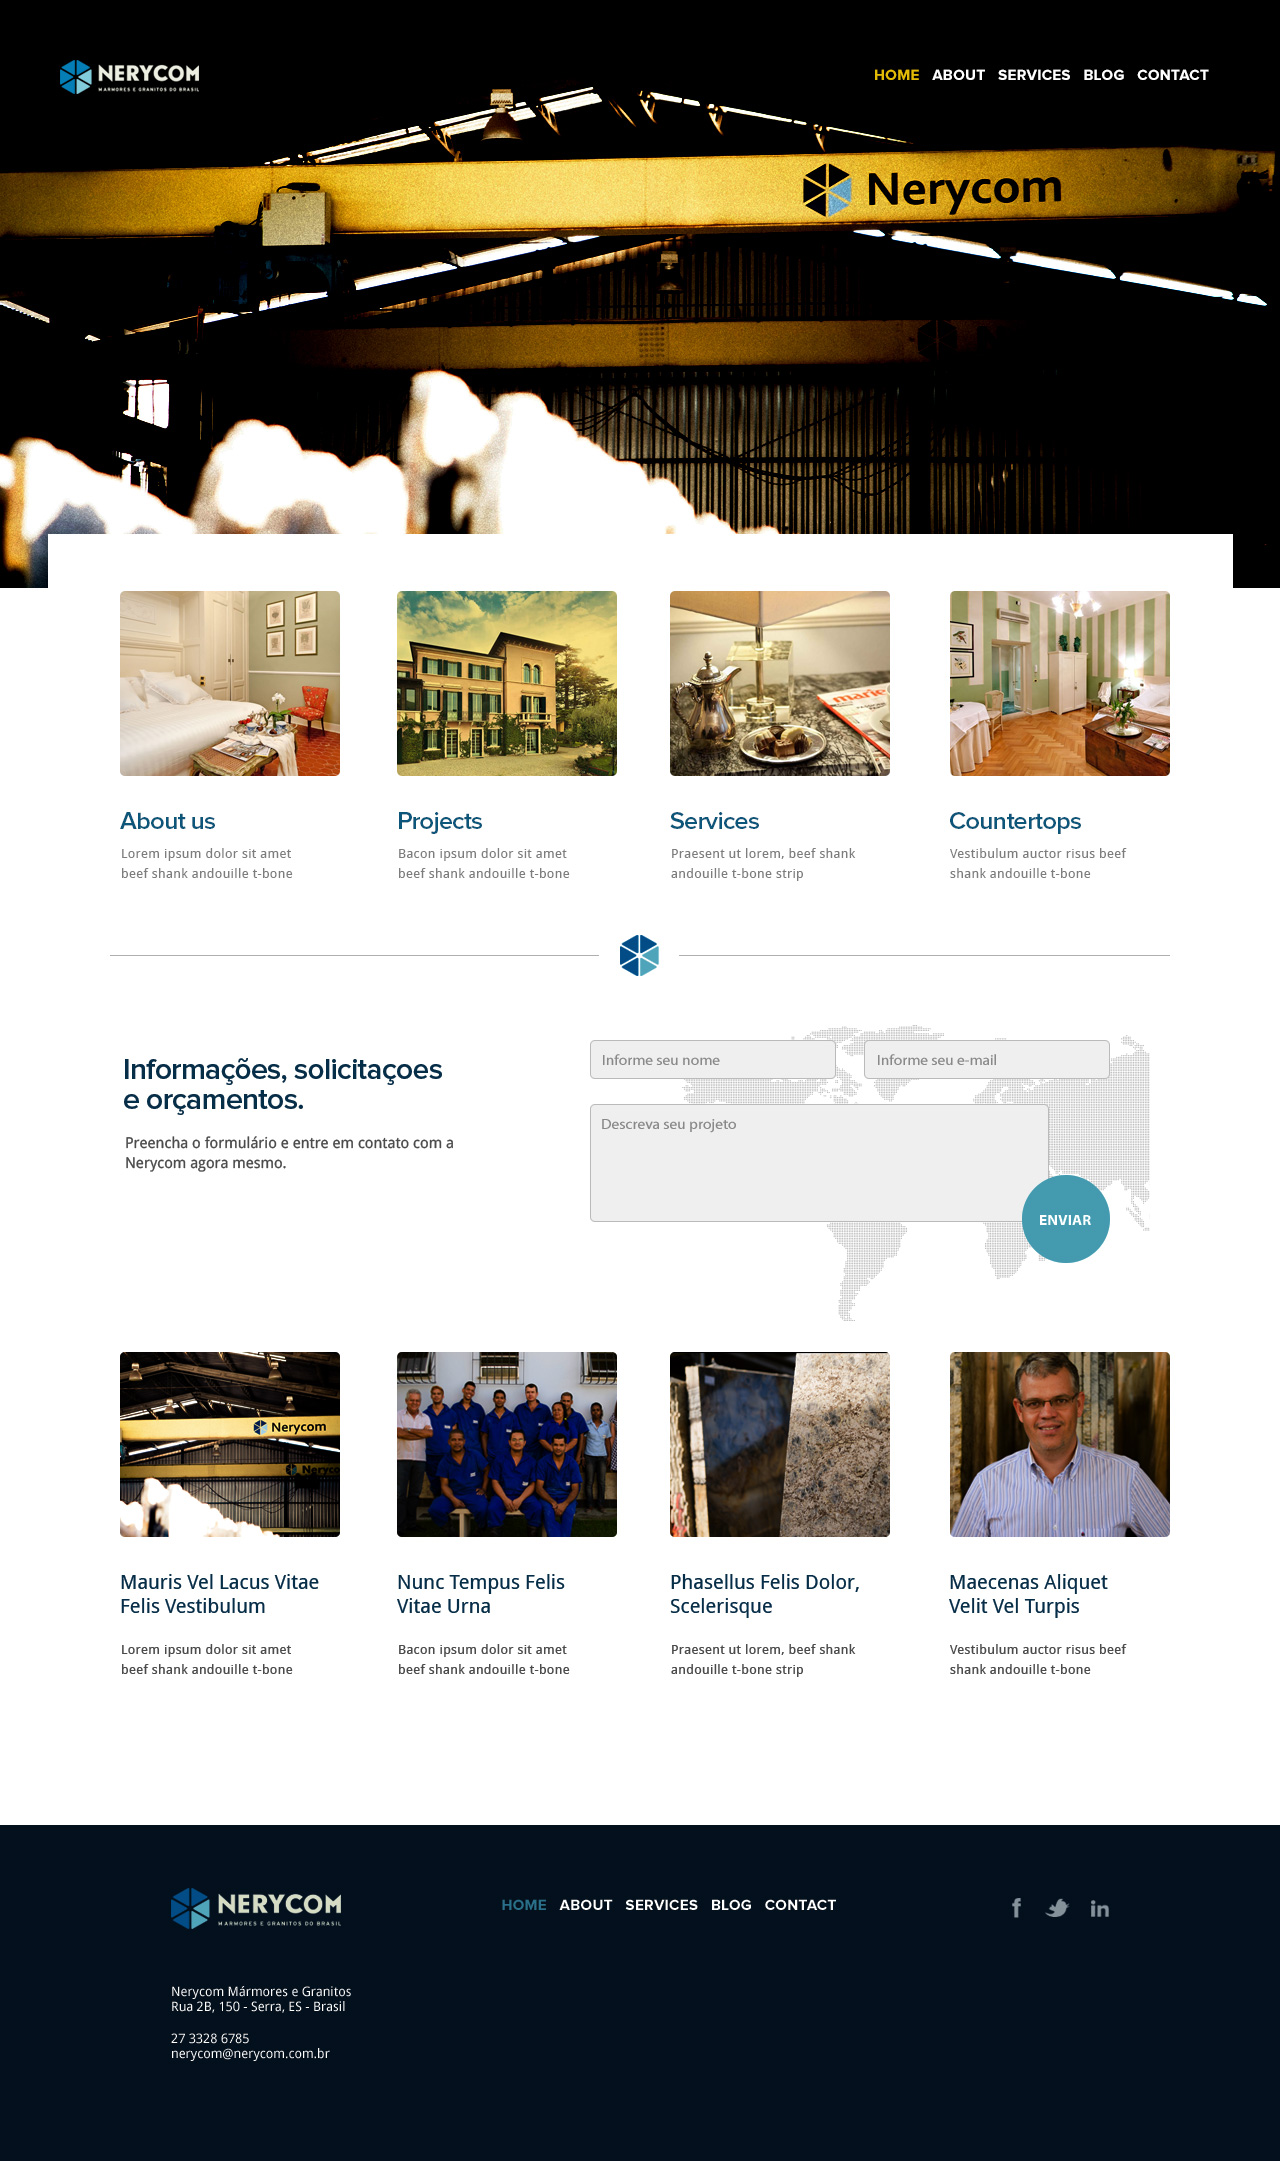 NERYCOM
MARMORES E GRANITOS DO BRASIL
HOME ABOUT SERVICES BLOG CONTACT
Nerycom
marie
About us
Lorem ipsum dolor sit amet
beef shank andouille t-bone
Projects
Bacon ipsum dolor sit amet
beef shank andouille t-bone
Services
Praesent ut lorem, beef shank
andouille t-bone strip
Countertops
Vestibulum auctor risus beef
shank andouille t-bone
Informações, solicitaçoes
e orçamentos.
Preencha o formulário e entre em contato com a
Nerycom agora mesmo.
Informe seu nome
Informe seu e-mail
Descreva seu projeto
ENVIAR
Nerycom
Nerycom
Mauris Vel Lacus Vitae
Felis Vestibulum
Lorem ipsum dolor sit amet
beef shank andouille t-bone
Nunc Tempus Felis
Vitae Urna
Bacon ipsum dolor sit amet
beef shank andouille t-bone
Phasellus Felis Dolor,
Scelerisque
Praesent ut lorem, beef shank
andouille t-bone strip
Maecenas Aliquet
Velit Vel Turpis
Vestibulum auctor risus beef
shank andouille t-bone
NERYCOM
MARMORES E GRANITOS DO BRASIL
HOME ABOUT SERVICES BLOG CONTACT
f
in
Nerycom Mármores e Granitos
Rua 2B, 150 - Serra, ES - Brasil
27 3328 6785
nerycom@nerycom.com.br